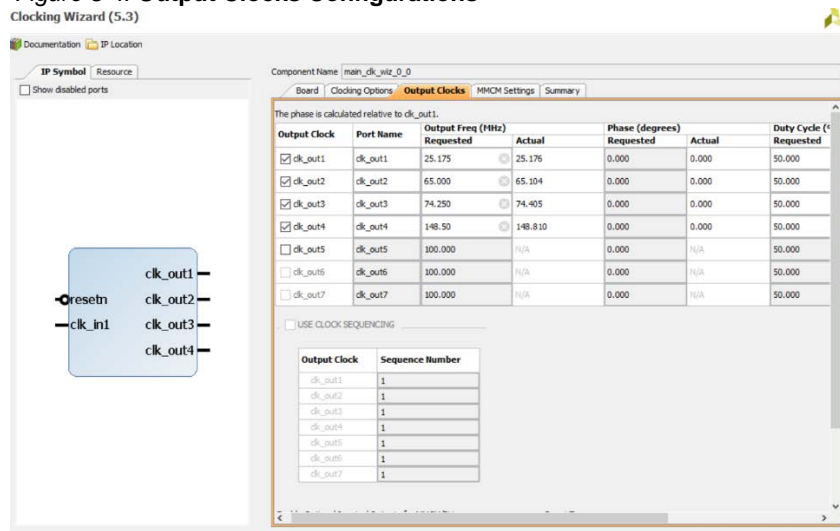 Clocking Wizard (5.3)
Documentation IP Location
IP Symbol Resource
Show disabled ports
resetn
clk_in1
clk_out1
clk_out2
clk_out3
clk_out4
Component Name main_clk_wiz_0_0
Board Clocking Options Output Clocks MMCM Settings Summary
The phase is calculated relative to clk_out1.
Output Clock Port Name Output Freq (MHz) Phase (degrees) Duty Cycle (
Requested Actual Requested Actual Requested
clk_out1 clk_out1 25.175 25.176 0.000 0.000 50.000
clk_out2 clk_out2 65.000 65.104 0.000 0.000 50.000
clk_out3 clk_out3 74.250 74.405 0.000 0.000 50.000
clk_out4 clk_out4 148.50 148.810 0.000 0.000 50.000
clk_out5 clk_out5 100.000 N/A 0.000 N/A 50.000
clk_out6 clk_out6 100.000 N/A 0.000 N/A 50.000
clk_out7 clk_out7 100.000 N/A 0.000 N/A 50.000
USE CLOCK SEQUENCING
Output Clock Sequence Number
clk_out1 1
clk_out2 1
clk_out3 1
clk_out4 1
clk_out5 1
clk_out6 1
clk_out7 1